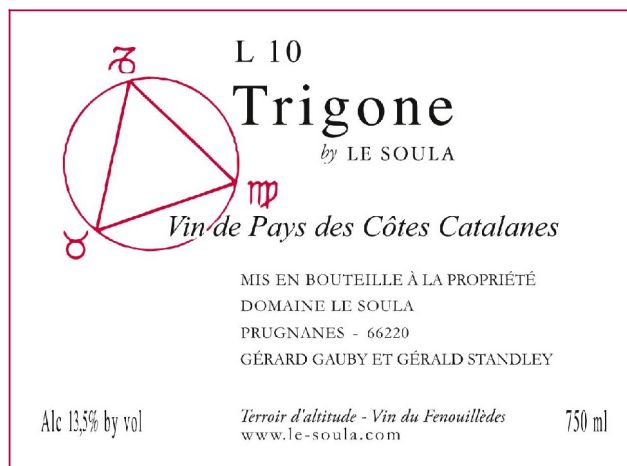 L 10
Trigone
by LE SOULA
Vin de Pays des Côtes Catalanes
MIS EN BOUTEILLE À LA PROPRIÉTÉ
DOMAINE LE SOULA
PRUGNANES - 66220
GÉRARD GAUBY ET GÉRALD STANDLEY
Alc 13,5% by vol
Terroir d'altitude - Vin du Fenouillèdes
www.le-soula.com
750 ml